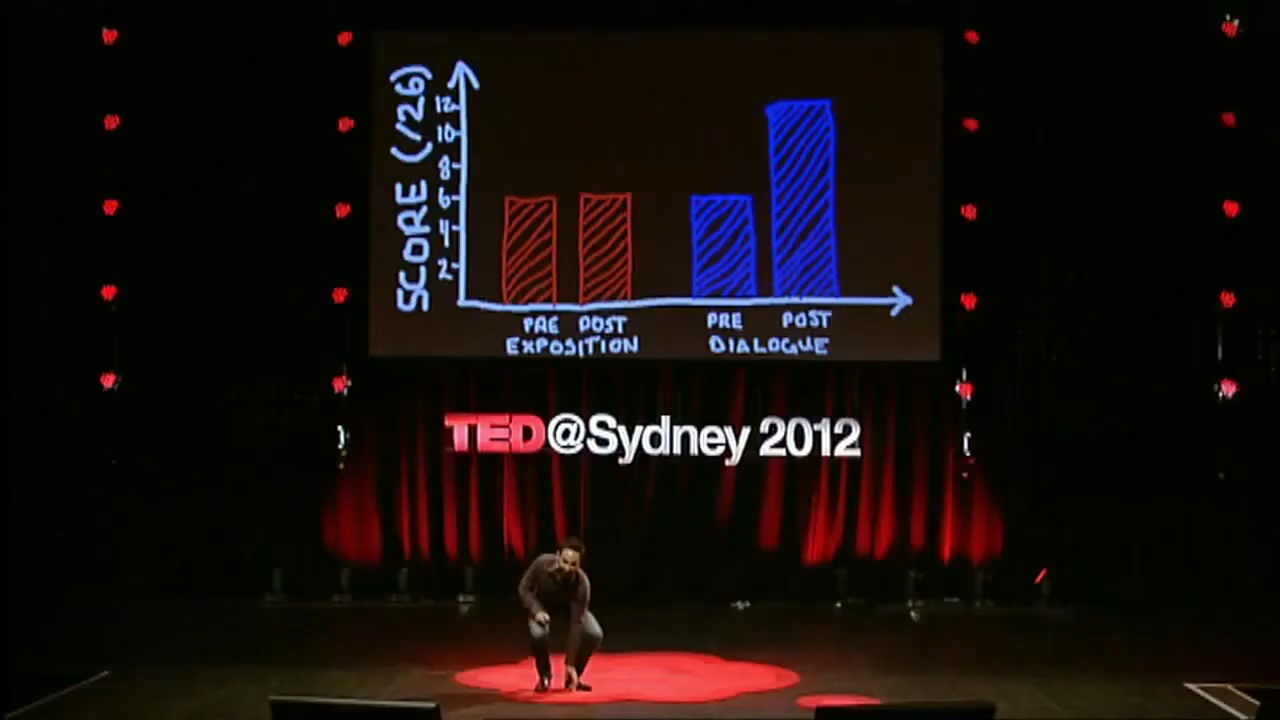 SCORE (/26)
12
10
8
6
4
2
PRE POST
EXPOSITION
PRE POST
DIALOGUE
TED@Sydney 2012